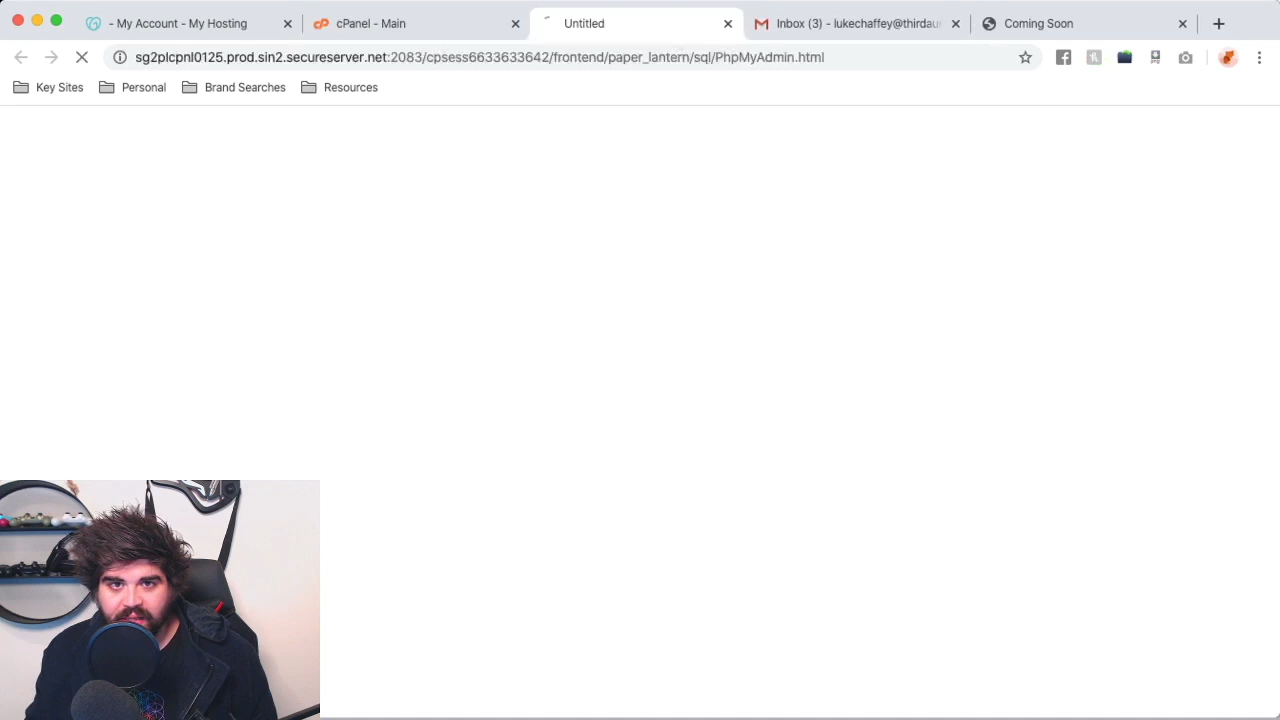 - My Account - My Hosting
cPanel - Main
Untitled
Inbox (3) - lukechaffey@thirdau
Coming Soon
sg2plcpnl0125.prod.sin2.secureserver.net:2083/cpsess6633633642/frontend/paper_lantern/sql/PhpMyAdmin.html
Key Sites
Personal
Brand Searches
Resources